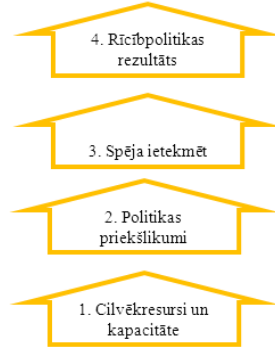 4. Rīcībpolitikas
rezultāts
3. Spēja ietekmēt
2. Politikas
priekšlikumi
1. Cilvēkresursi un
kapacitāte